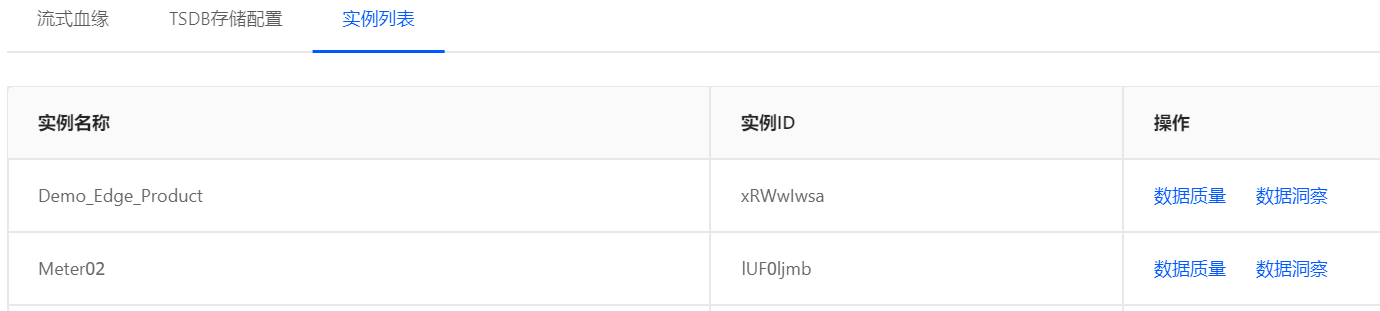 流式血缘 TSDB存储配置 实例列表
实例名称 实例ID 操作
Demo_Edge_Product xRWwlwsa 数据质量 数据洞察
Meter02 lUF0ljmb 数据质量 数据洞察